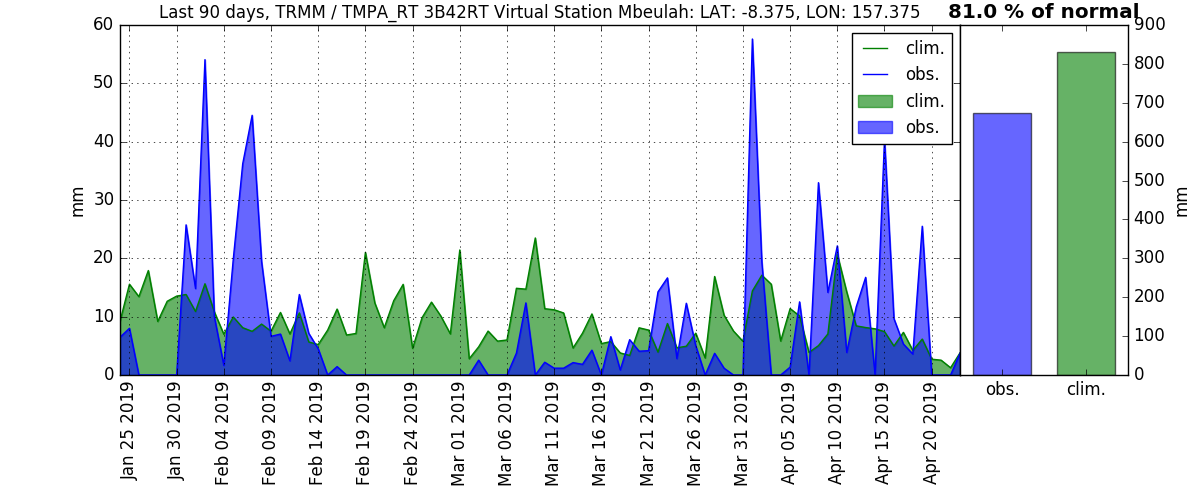 Last 90 days, TRMM / TMPA_RT 3B42RT Virtual Station Mbeulah: LAT: -8.375, LON: 157.375
81.0 % of normal
60
50
40
30
20
10
0
mm
clim.
obs.
clim.
obs.
900
800
700
600
500
400
300
200
100
0
mm
Jan 25 2019
Jan 30 2019
Feb 04 2019
Feb 09 2019
Feb 14 2019
Feb 19 2019
Feb 24 2019
Mar 01 2019
Mar 06 2019
Mar 11 2019
Mar 16 2019
Mar 21 2019
Mar 26 2019
Mar 31 2019
Apr 05 2019
Apr 10 2019
Apr 15 2019
Apr 20 2019
obs.
clim.